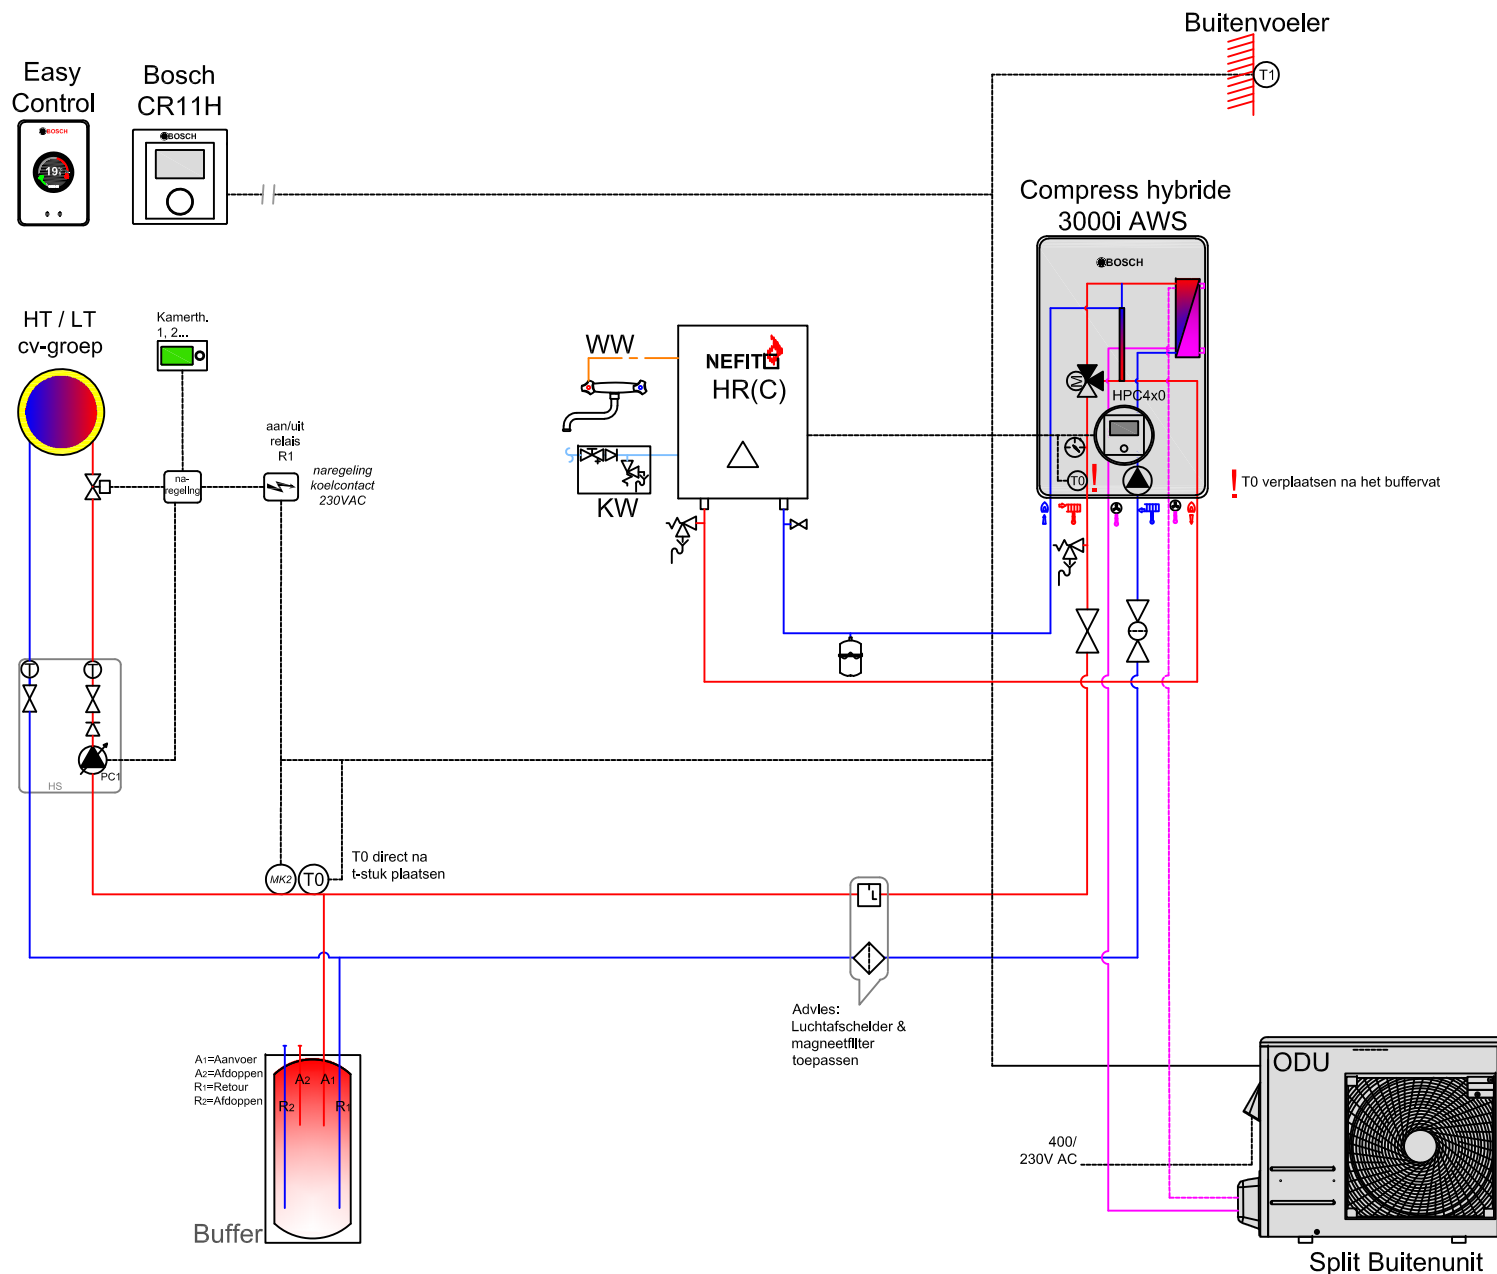 Buitenvoeler
T1
Easy
Control
BOSCH
19
Bosch
CR11H
BOSCH
Compress hybride
3000i AWS
BOSCH
HT / LT
cv-groep
Kamerth.
1, 2...
WW
NEFIT
HR(C)
M
HPC4x0
aan/uit
relais
R1
naregeling
koelcontact
230VAC
na-
regeling
KW
T0
!
! T0 verplaatsen na het buffervat
T
T
PC1
HS
MK2
T0
T0 direct na
t-stuk plaatsen
L
Advies:
Luchtafscheider &
magneetfilter
toepassen
A1=Aanvoer
A2=Afdoppen
R1=Retour
R2=Afdoppen
A2
A1
R2
R1
Buffer
ODU
400/
230V AC
Split Buitenunit